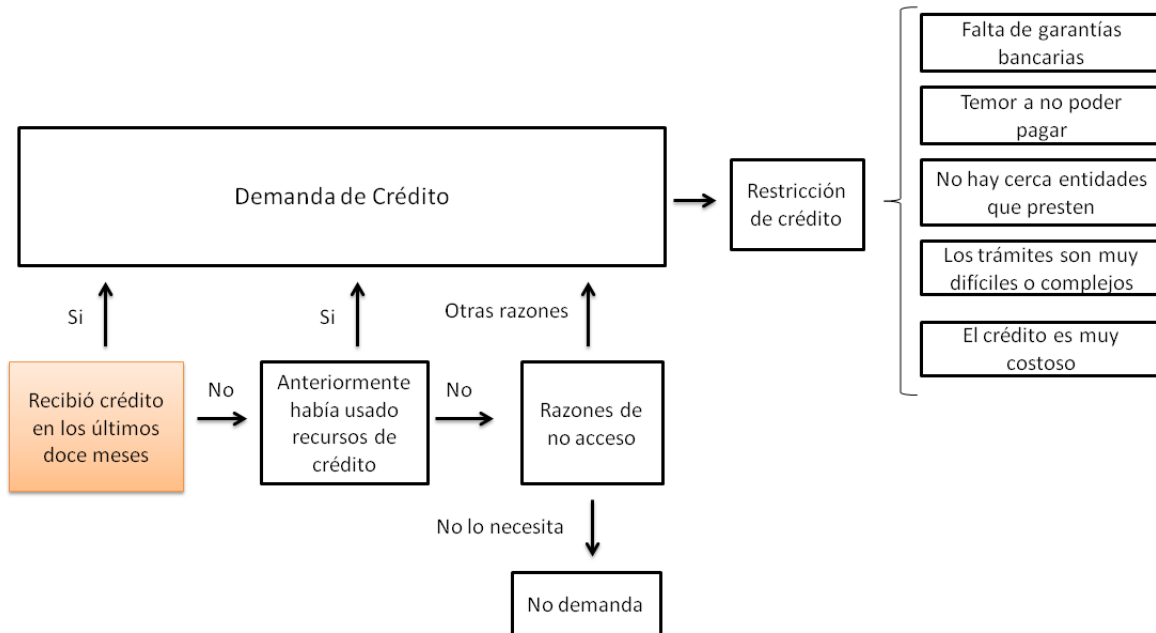 Falta de garantías
bancarias
Temor a no poder
pagar
Demanda de Crédito
Restricción
de crédito
No hay cerca entidades
que presten
Los trámites son muy
difíciles o complejos
El crédito es muy
costoso
Si
Si
Otras razones
Recibió crédito
en los últimos
doce meses
No
Anteriormente
había usado
recursos de
crédito
No
Razones de
no acceso
No lo necesita
No demanda